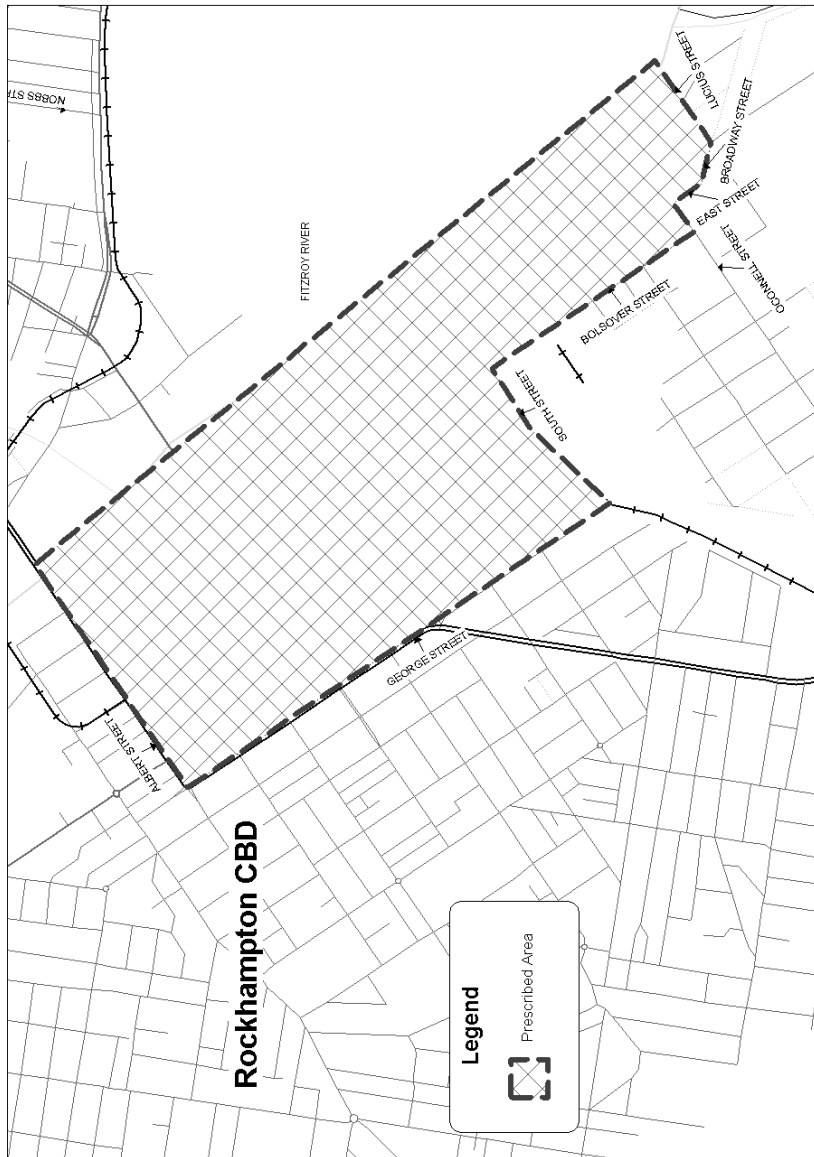 NOBBS STR
LUCIUS STREET
BROADWAY STREET
EAST STREET
OCONNELL STREET
FITZROY RIVER
BOLSOVER STREET
SOUTH STREET
GEORGE STREET
ALBERT STREET
Rockhampton CBD
Legend
Prescribed Area